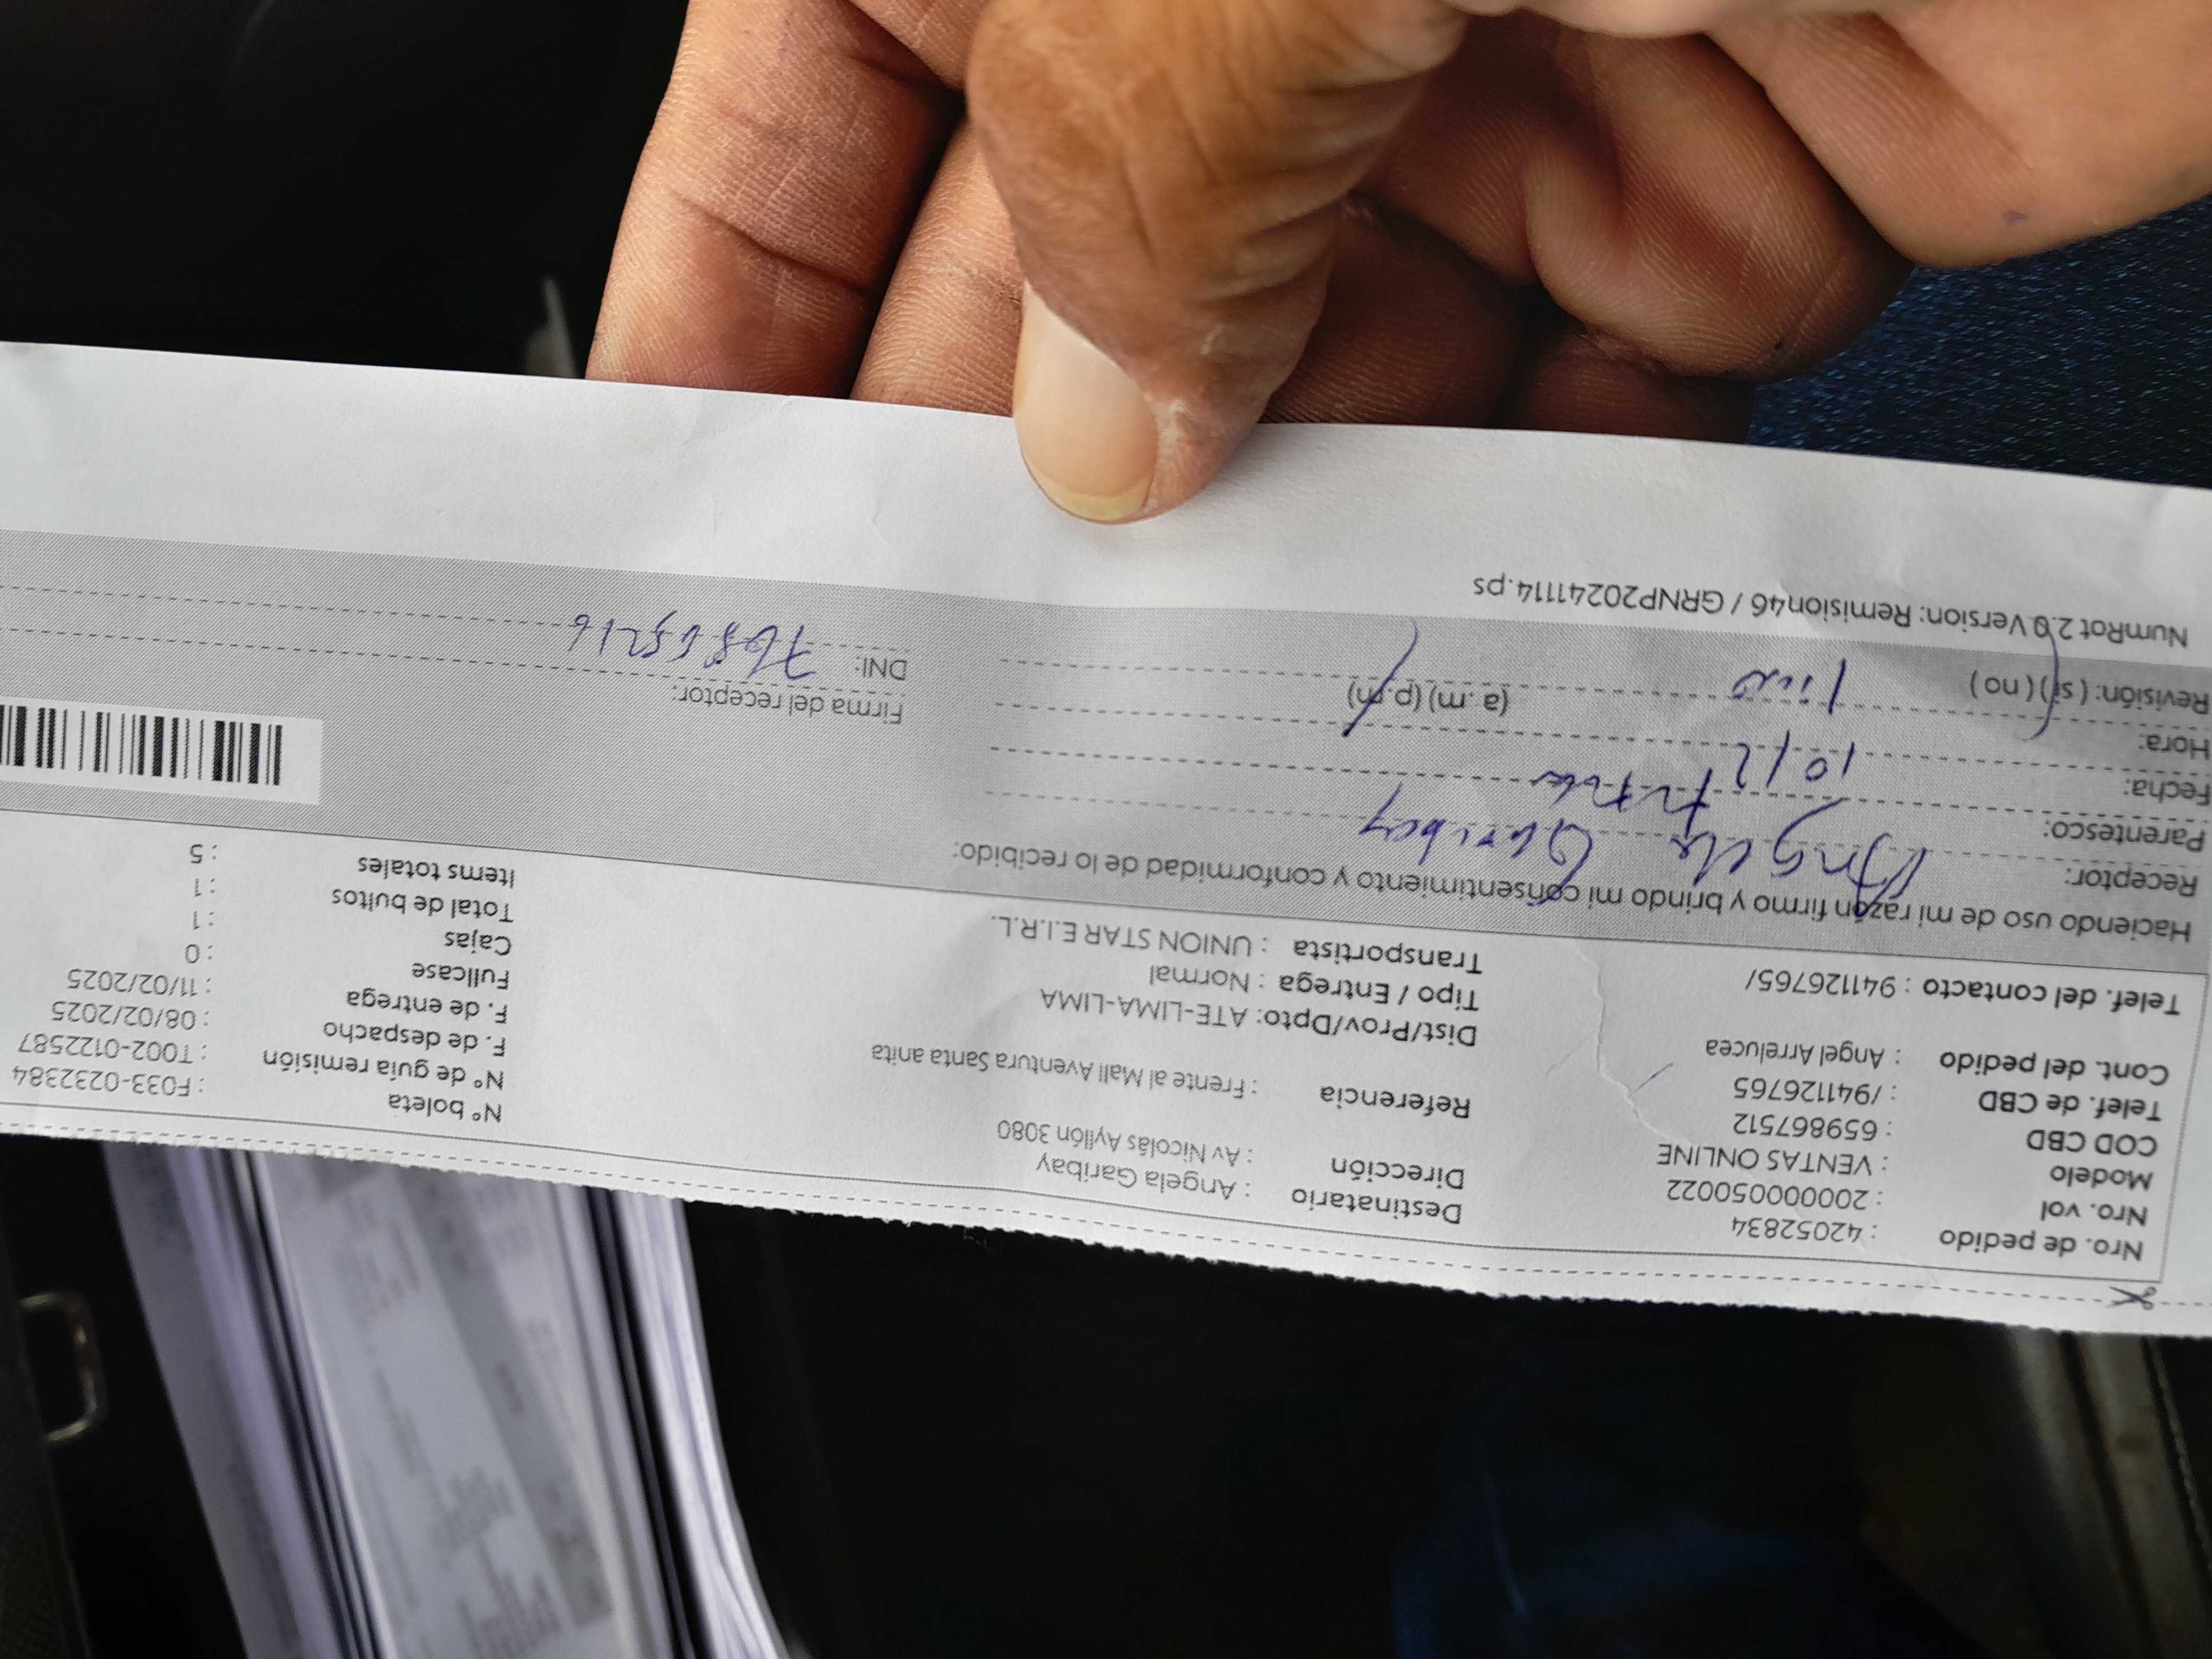 Nro. de pedido : 42052834
Nro. vol : 20000050022
Modelo : VENTAS ONLINE
COD CBD : 659867512
Telef. de CBD : /941126765
Cont. del pedido : Angel Arrelucea
Telef. del contacto : 941126765/
Destinatario : Angela Garibay
Dirección : Av Nicolás Ayllón 3080
Referencia : Frente al Mall Aventura Santa anita
Dist/Prov/Dpto: ATE-LIMA-LIMA
Tipo / Entrega : Normal
Transportista : UNION STAR E.I.R.L.
N° boleta : F033-0232384
N° de guía remisión : T002-0122587
F. de despacho : 08/02/2025
F. de entrega : 11/02/2025
Fullcase : 0
Cajas : 1
Total de bultos : 1
Items totales : 5
Haciendo uso de mi razón firmo y brindo mi consentimiento y conformidad de lo recibido:
Receptor: Angela Garibay
Parentesco:
Fecha: 10/2
Hora: (a. m) (p.m)
Revisión: ( si ) ( no )
Firma del receptor:
DNI:
NumRot 2.0 Version: Remision46 / GRNP20241114.ps